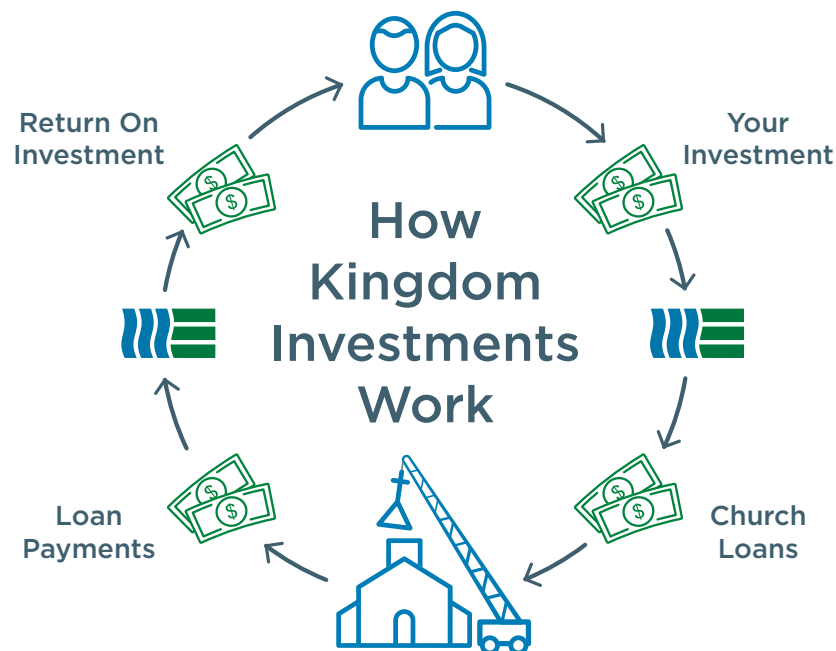 How
Kingdom
Investments
Work
Your
Investment
Church
Loans
Loan
Payments
Return On
Investment
$
$
$
$
$
$
$
$